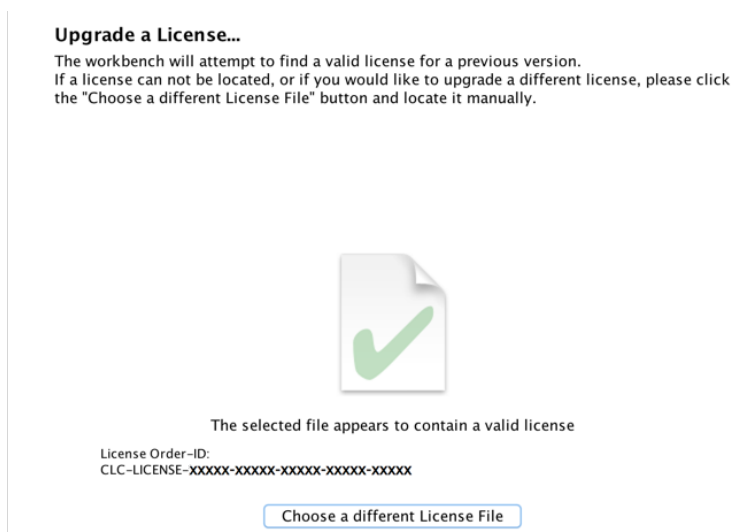 Upgrade a License...
The workbench will attempt to find a valid license for a previous version.
If a license can not be located, or if you would like to upgrade a different license, please click
the "Choose a different License File" button and locate it manually.
The selected file appears to contain a valid license
License Order-ID:
CLC-LICENSE-XXXXX-XXXXX-XXXXX-XXXXX-XXXXX
Choose a different License File